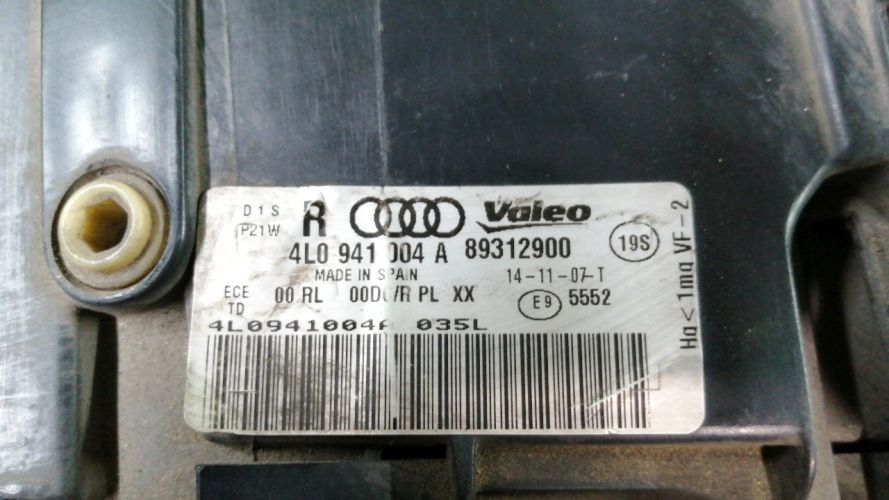 D1S R Valeo
P21W 4L0 941 004 A 89312900 19S
MADE IN SPAIN 14-11-07-T
ECE 00 RL PL XX E9 5552
TD
4L0941004A 035L
Ha<1mq VF-2